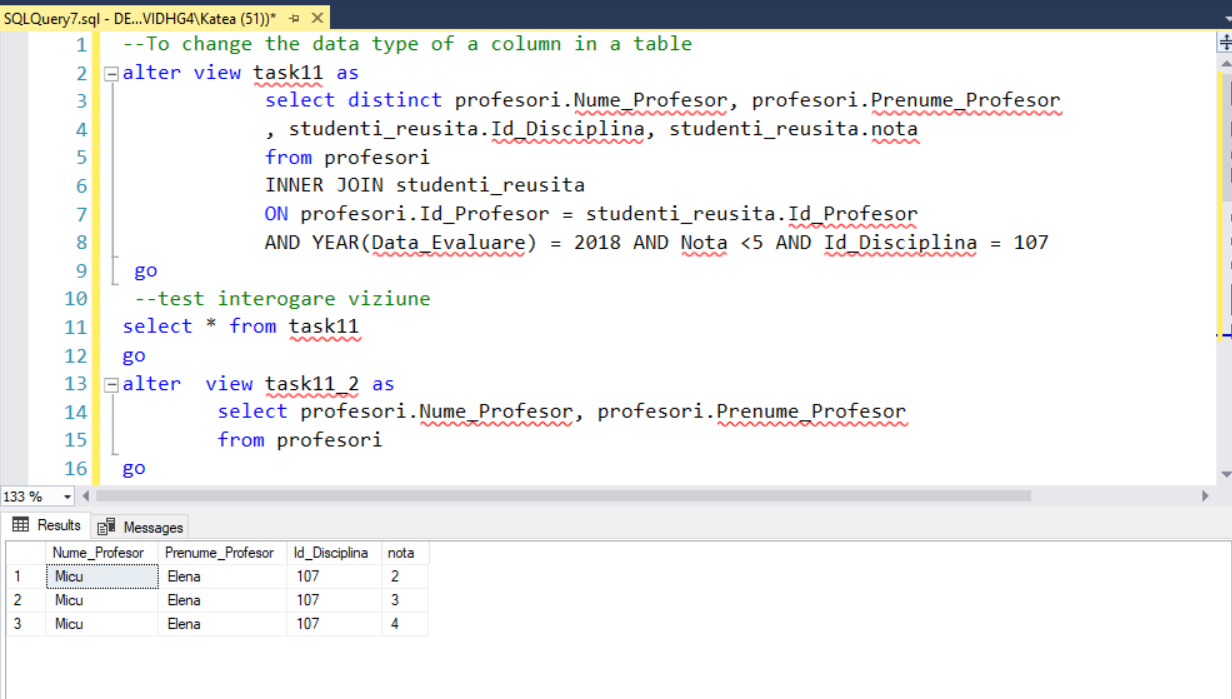 SQLQuery7.sql - DE...VIDHG4\Katea (51))*
1 --To change the data type of a column in a table
2 alter view task11 as
3 select distinct profesori.Nume_Profesor, profesori.Prenume_Profesor
4 , studenti_reusita.Id_Disciplina, studenti_reusita.nota
5 from profesori
6 INNER JOIN studenti_reusita
7 ON profesori.Id_Profesor = studenti_reusita.Id_Profesor
8 AND YEAR(Data_Evaluare) = 2018 AND Nota <5 AND Id_Disciplina = 107
9 go
10 --test interogare viziune
11 select * from task11
12 go
13 alter view task11_2 as
14 select profesori.Nume_Profesor, profesori.Prenume_Profesor
15 from profesori
16 go
133 %
Results Messages
Nume_Profesor Prenume_Profesor Id_Disciplina nota
1 Micu Elena 107 2
2 Micu Elena 107 3
3 Micu Elena 107 4